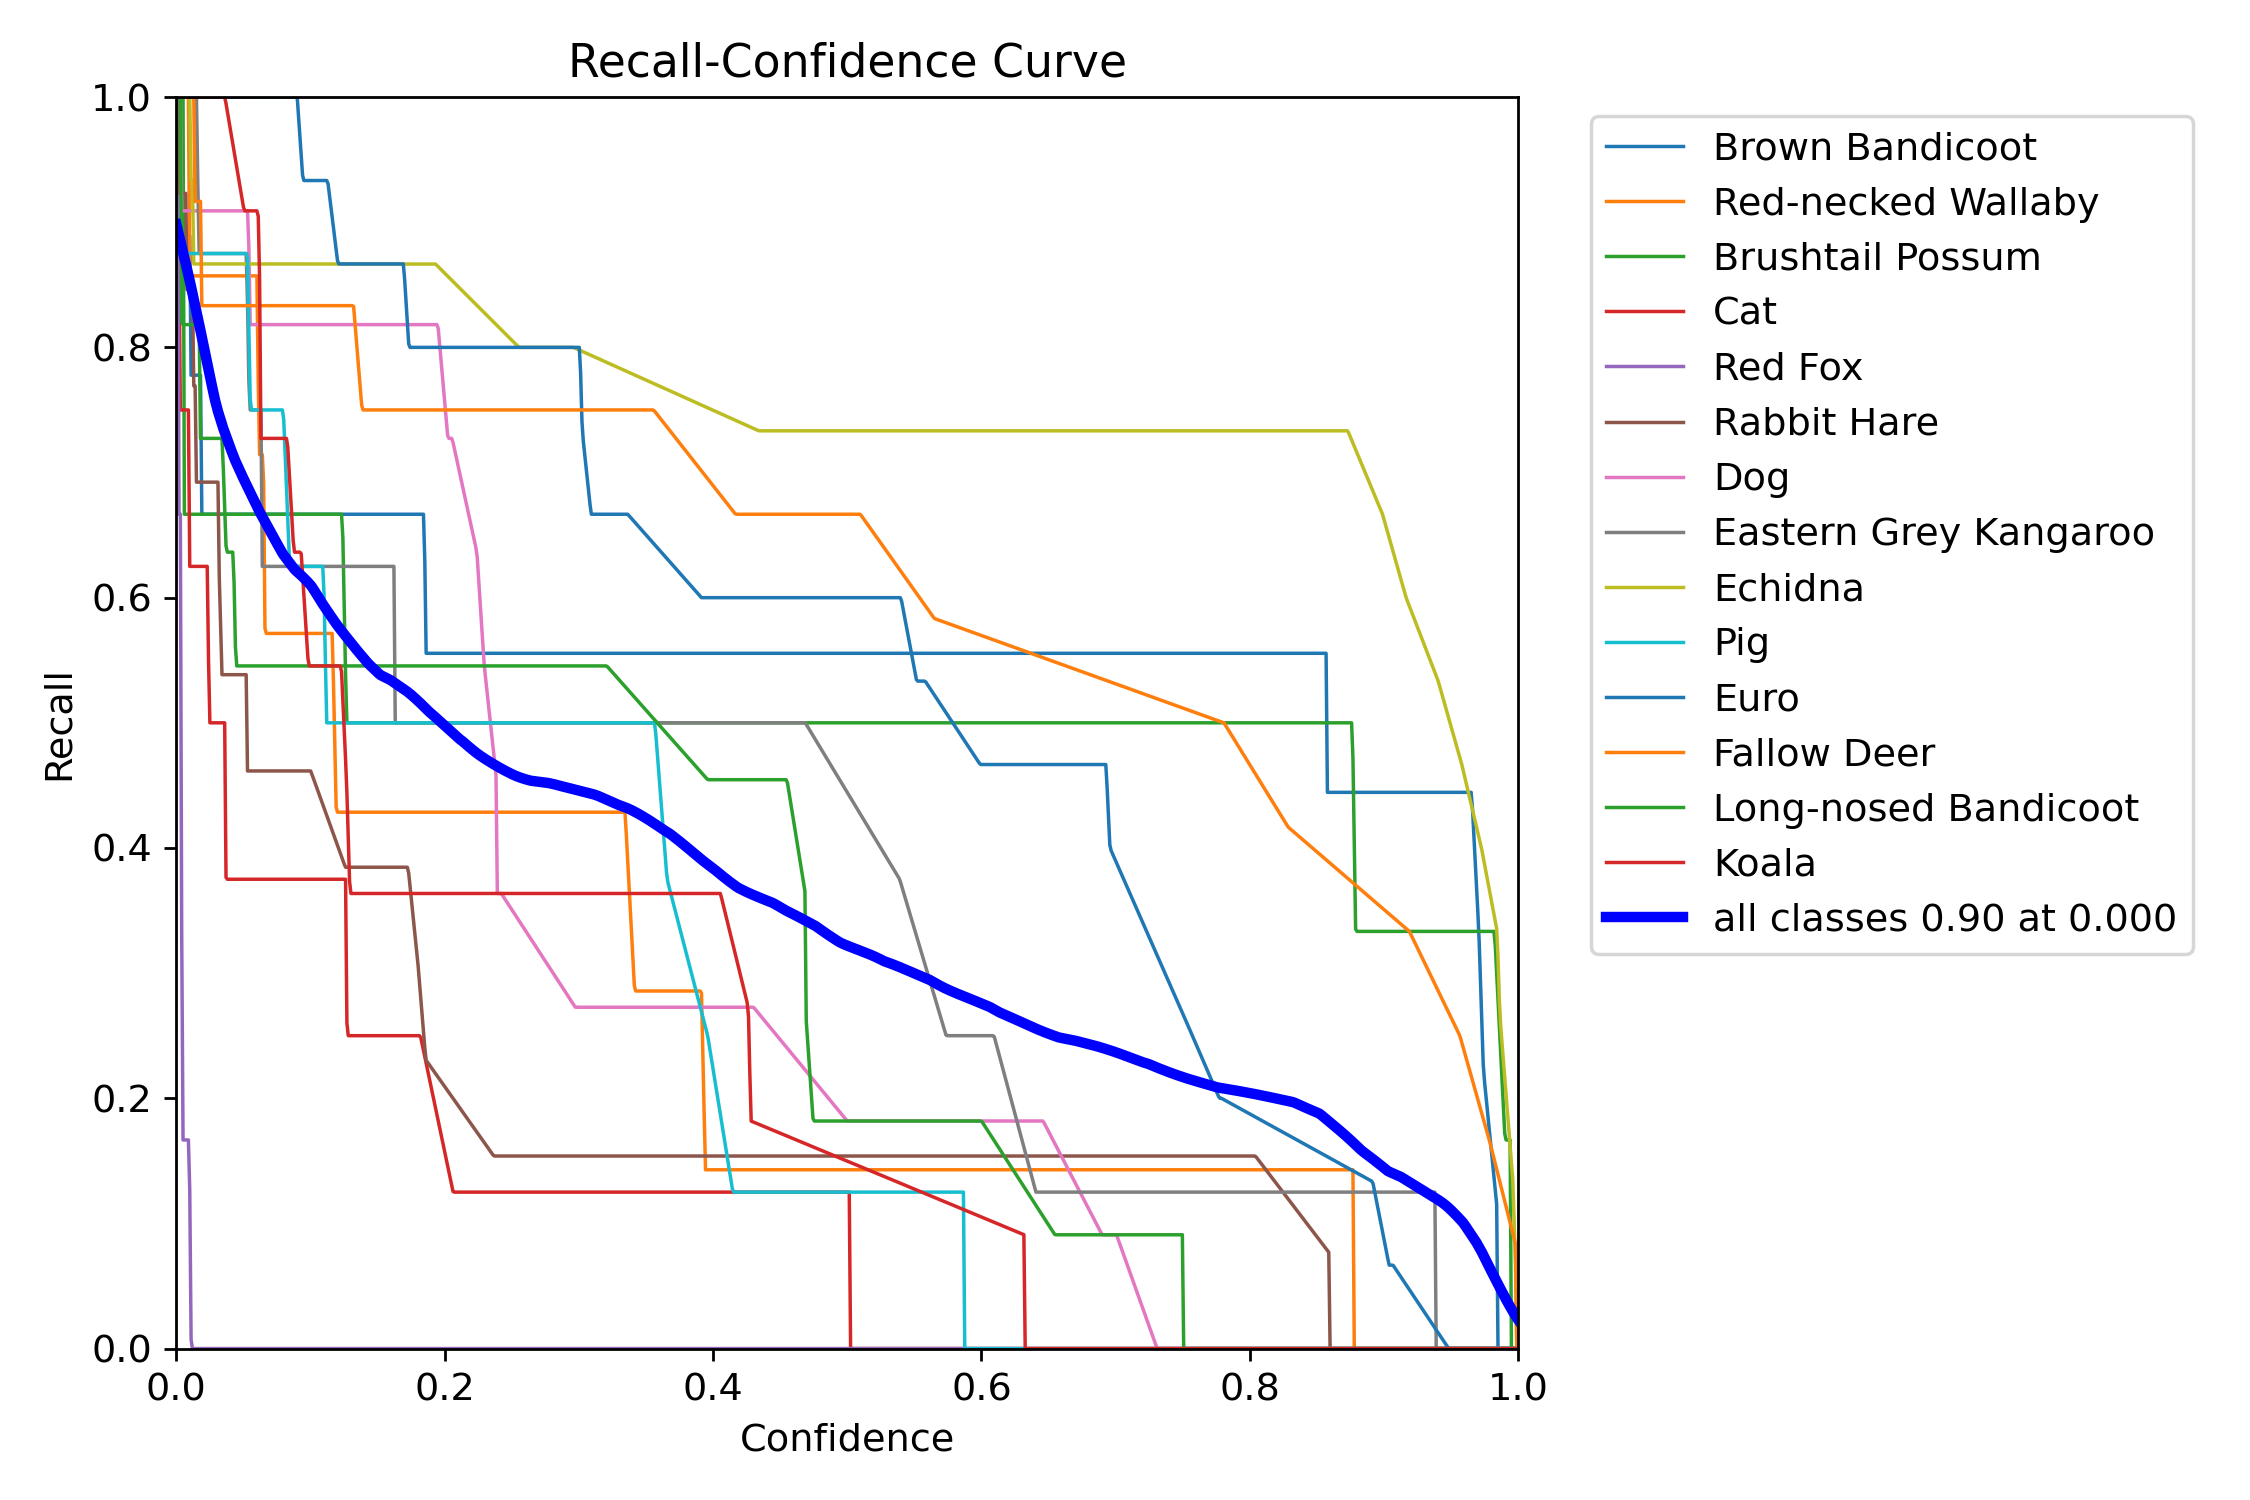 Recall-Confidence Curve
1.0
0.8
0.6
0.4
0.2
0.0
Recall
0.0 0.2 0.4 0.6 0.8 1.0
Confidence
Brown Bandicoot
Red-necked Wallaby
Brushtail Possum
Cat
Red Fox
Rabbit Hare
Dog
Eastern Grey Kangaroo
Echidna
Pig
Euro
Fallow Deer
Long-nosed Bandicoot
Koala
all classes 0.90 at 0.000